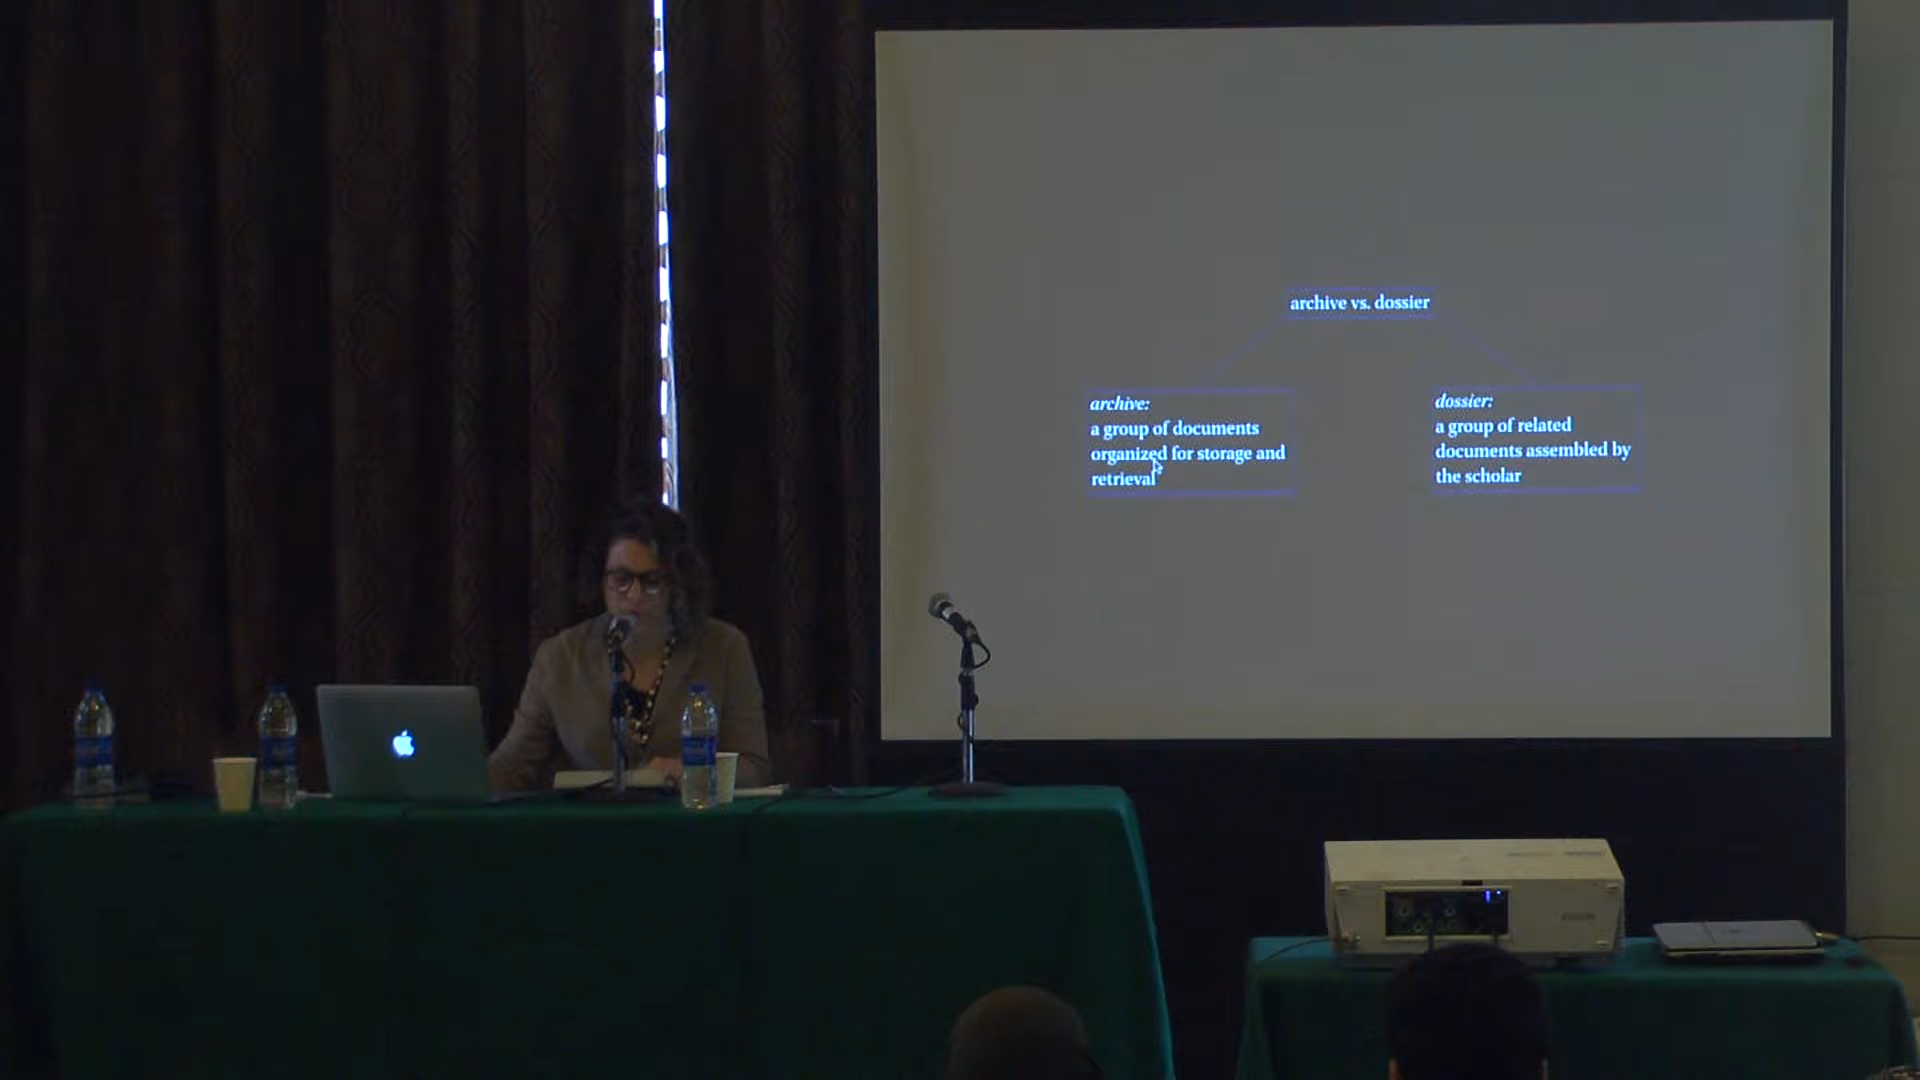 archive vs. dossier
archive:
a group of documents
organized for storage and
retrieval
dossier:
a group of related
documents assembled by
the scholar